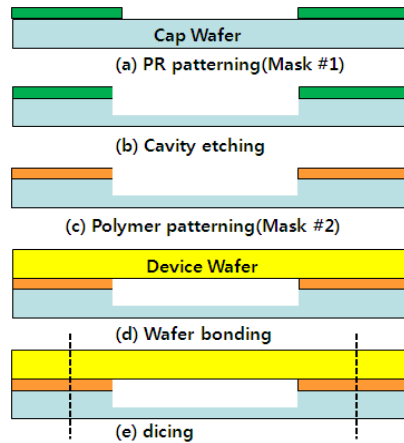 Cap Wafer
(a) PR patterning(Mask #1)
(b) Cavity etching
(c) Polymer patterning(Mask #2)
Device Wafer
(d) Wafer bonding
(e) dicing